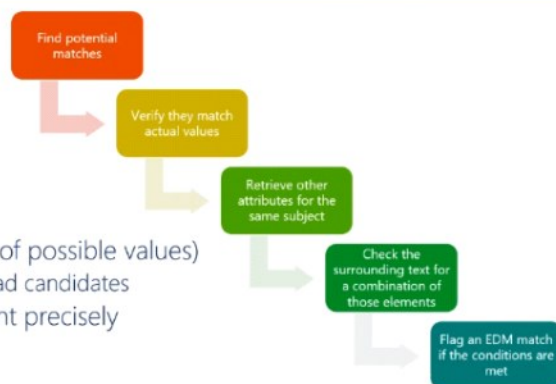 Find potential
matches
Verify they match
actual values
Retrieve other
attributes for the
same subject
of possible values)
ad candidates
nt precisely
Check the
surrounding text for
a combination of
those elements
Flag an EDM match
if the conditions are
met